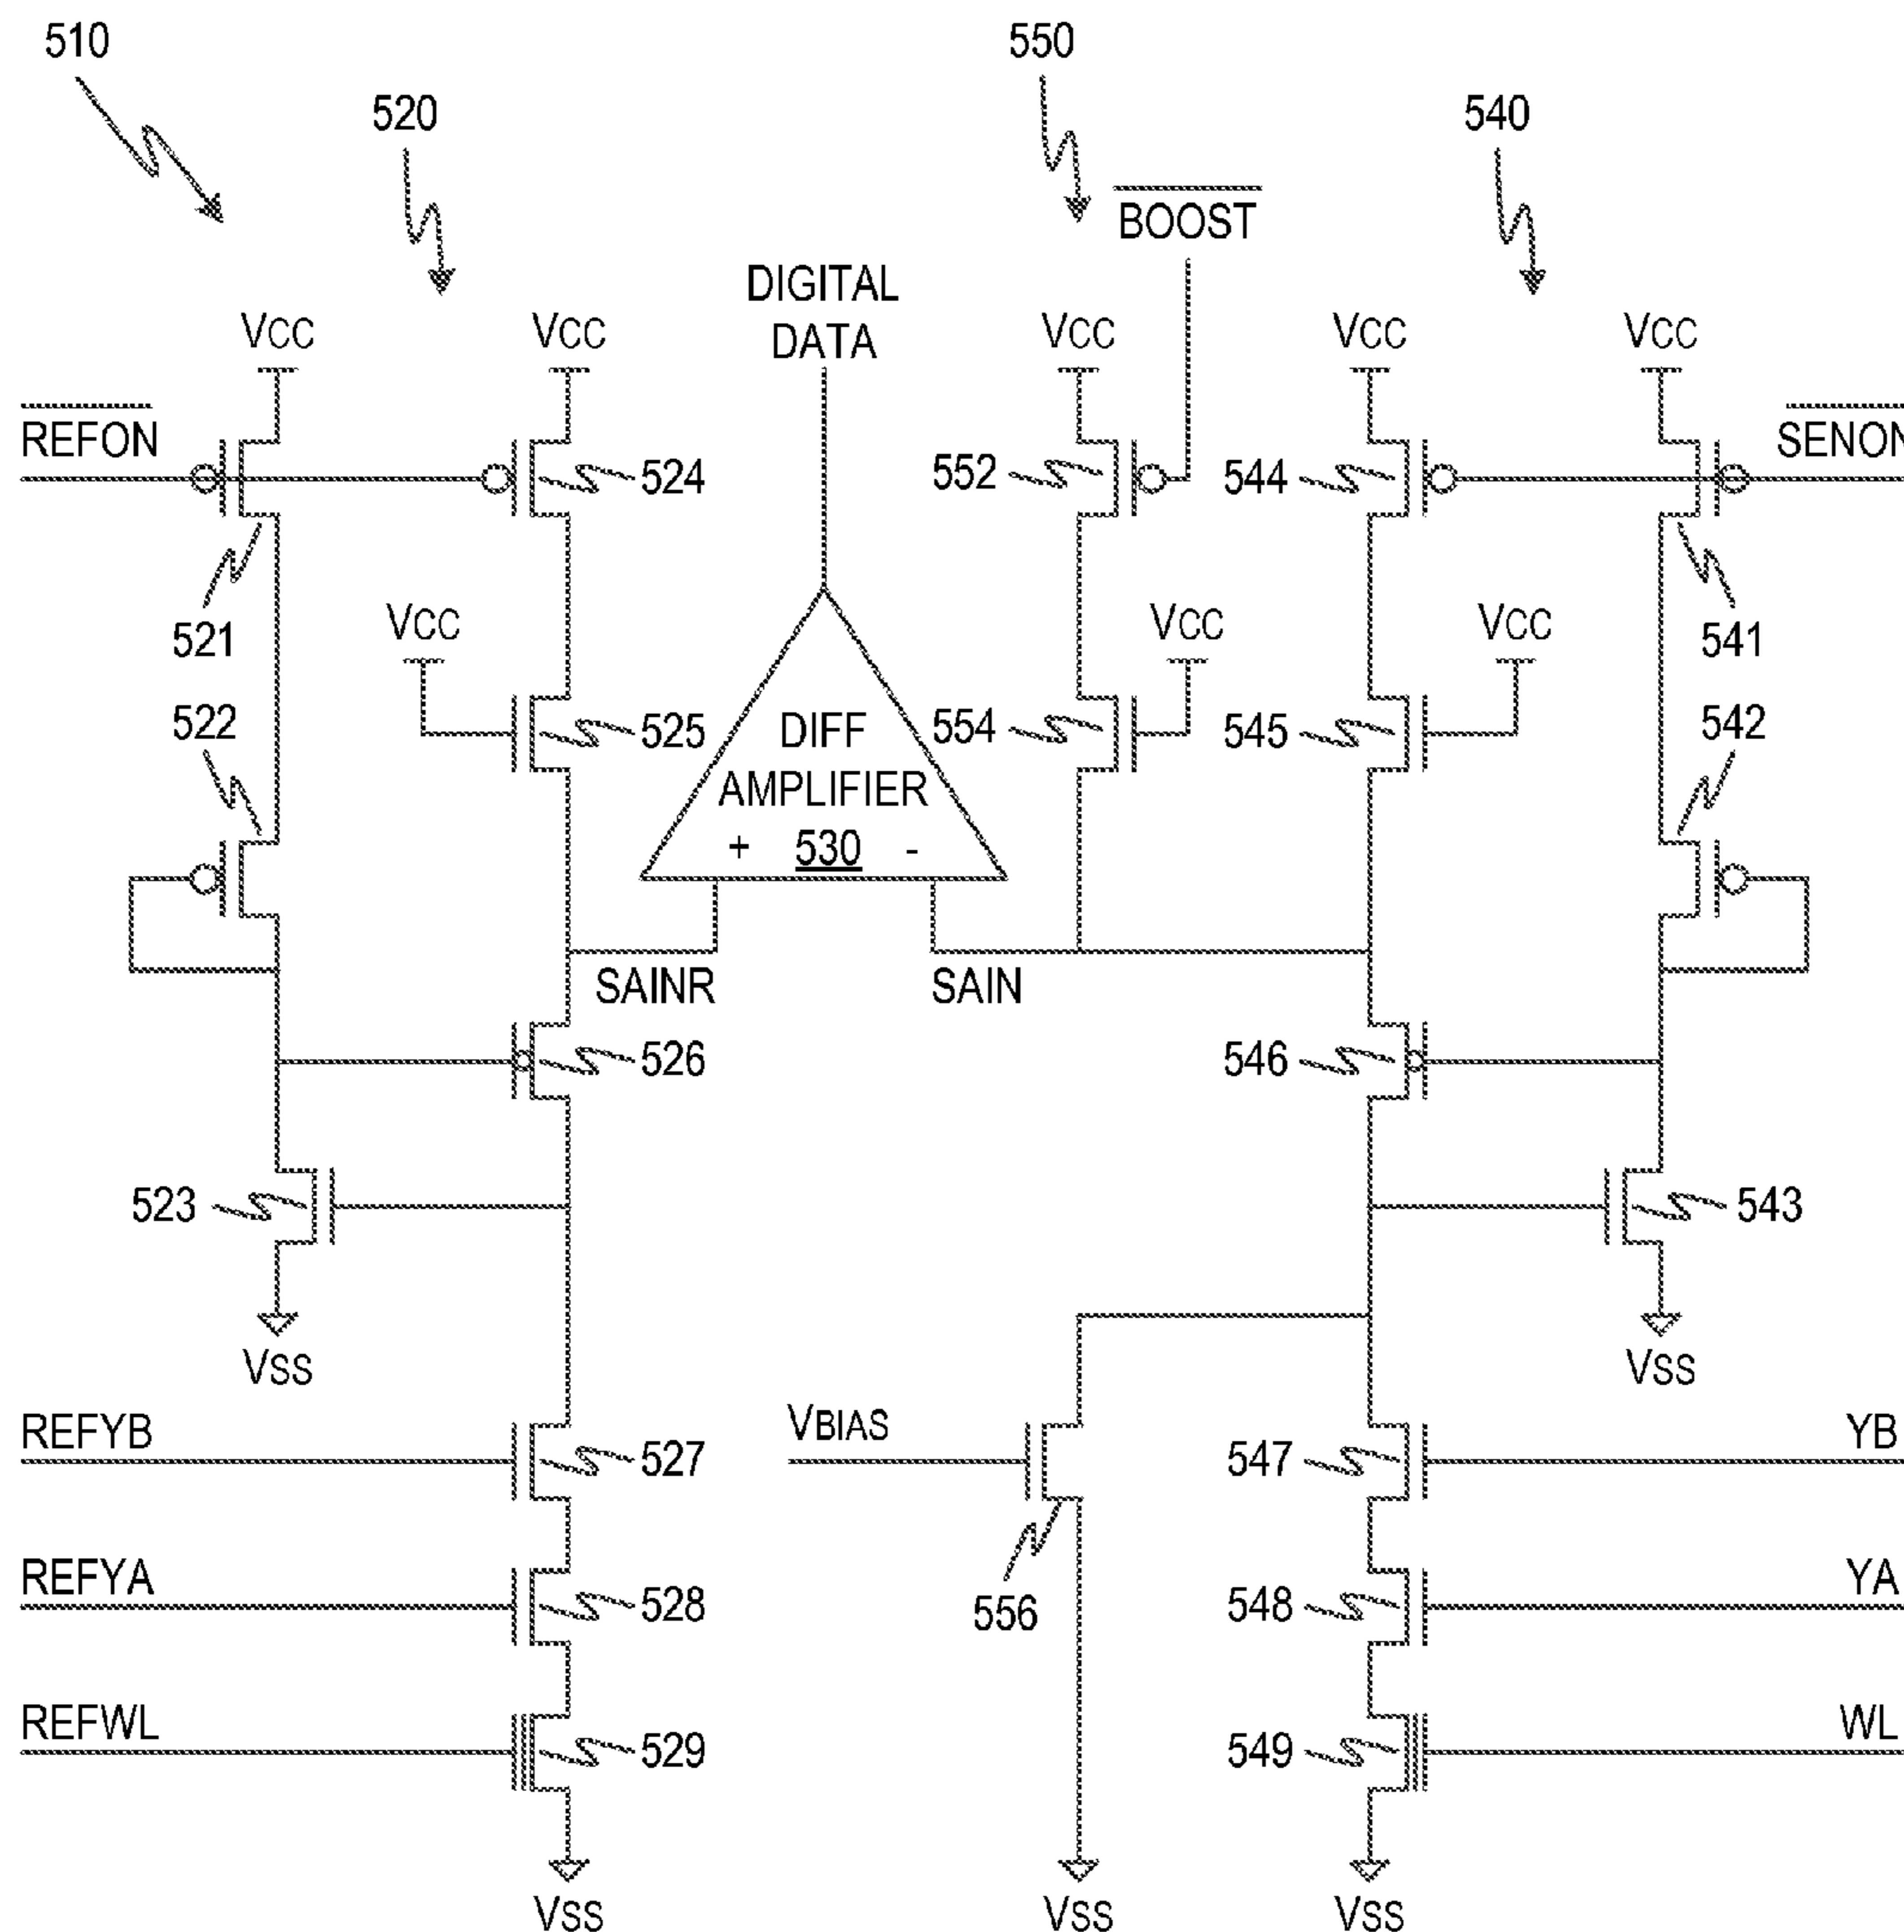 510
550
520
540
BOOST
DIGITAL
DATA
VCC
VCC
VCC
VCC
VCC
REFON
SENON
524
552
544
VCC
VCC
VCC
521
541
522
525
554
545
542
DIFF
AMPLIFIER
+ 530 -
SAINR
SAIN
526
546
523
543
VSS
VSS
REFYB
527
VBIAS
547
YB
REFYA
528
556
548
YA
REFWL
529
549
WL
VSS
VSS
VSS